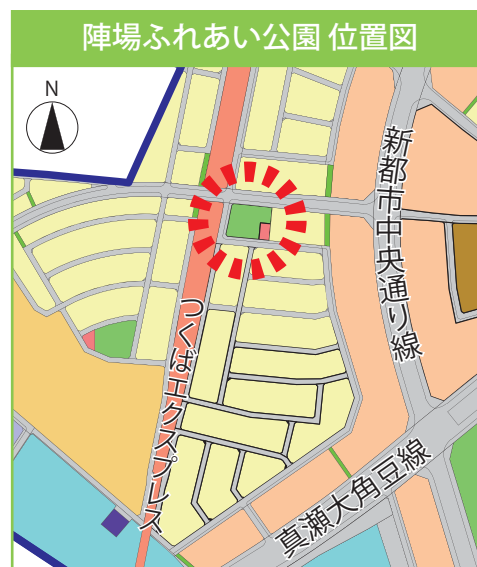 陣場ふれあい公園 位置図
N
新都市中央通り線
つくばエクスプレス
真瀬大角豆線